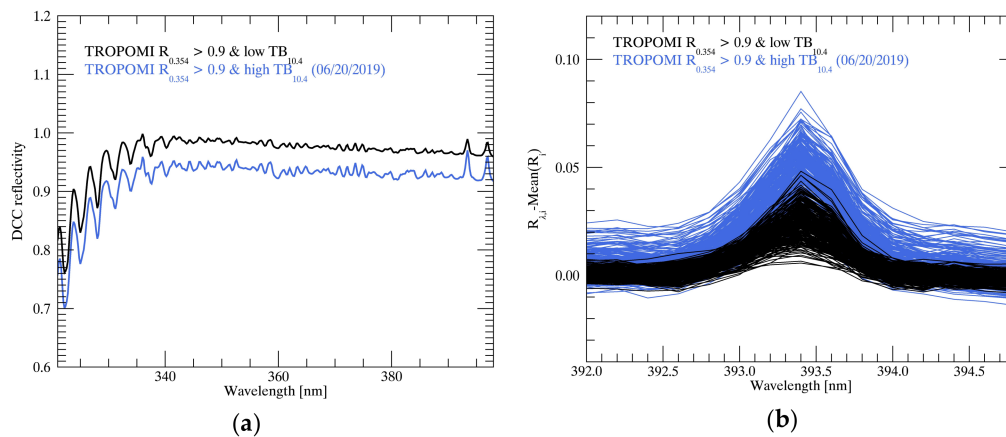 1.2
1.1
1.0
0.9
0.8
0.7
0.6
DCC reflectivity
TROPOMI R0.354 > 0.9 & low TB10.4
TROPOMI R0.354 > 0.9 & high TB10.4 (06/20/2019)
340 360 380
Wavelength [nm]
(a)
0.10
0.05
0.00
Rλ,i-Mean(Ri)
TROPOMI R0.354 > 0.9 & low TB10.4
TROPOMI R0.354 > 0.9 & high TB10.4 (06/20/2019)
392.0 392.5 393.0 393.5 394.0 394.5
Wavelength [nm]
(b)